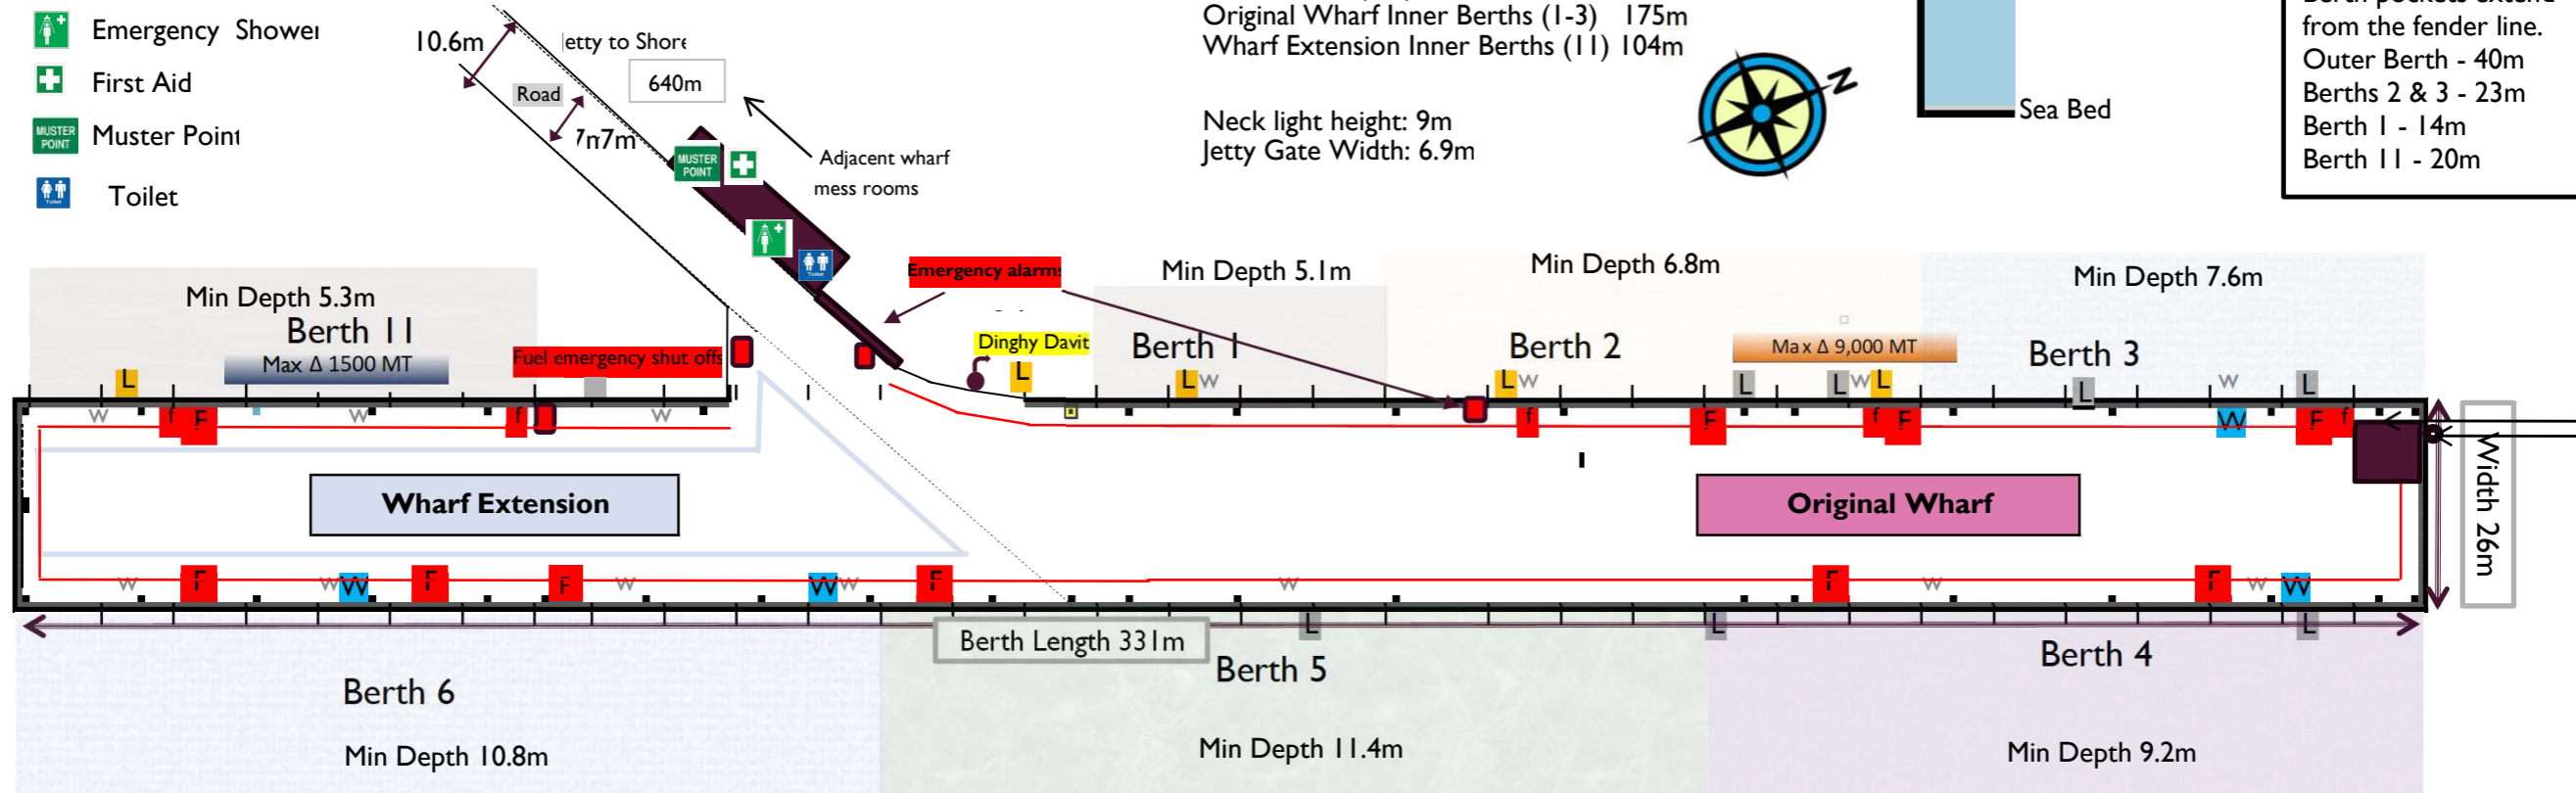 Emergency Shower
First Aid
MUSTER POINT
Muster Point
Toilet
Toilet
10.6m
Jetty to Shore
640m
Road
7m
Adjacent wharf
mess rooms
MUSTER
POINT
Toilet
Original Wharf Inner Berths (1-3) 175m
Wharf Extension Inner Berths (11) 104m
Neck light height: 9m
Jetty Gate Width: 6.9m
N
Sea Bed
Berth pockets extend
from the fender line.
Outer Berth - 40m
Berths 2 & 3 - 23m
Berth 1 - 14m
Berth 11 - 20m
Min Depth 5.3m
Berth 11
Max Δ 1500 MT
Fuel emergency shut offs
Emergency alarms
Dinghy Davit
Min Depth 5.1m
Berth 1
Min Depth 6.8m
Berth 2
Max Δ 9,000 MT
Min Depth 7.6m
Berth 3
L L L w L w L L w L L w L
w f F w f w f F f F W F f
Wharf Extension
Original Wharf
Width 26m
w F w W F F w W w F w F w F w W
L L L
Berth Length 331m
Berth 6
Min Depth 10.8m
Berth 5
Min Depth 11.4m
Berth 4
Min Depth 9.2m